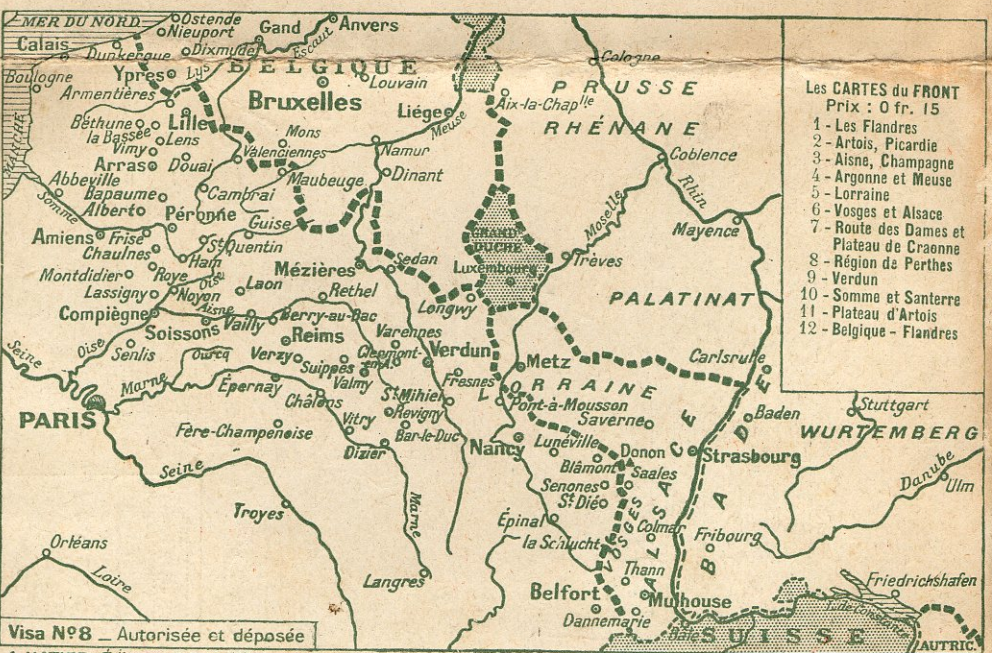 MER DU NORD
Ostende
Nieuport
Gand
Anvers
Calais
Dunkerque
Dixmude
Escaut
Cologne
Boulogne
Ypres
Lys
BELGIQUE
Louvain
PRUSSE
RHÉNANE
Armentières
Bruxelles
Liége
Meuse
Aix-la-Chaplle
Béthune
la Bassée
Lille
Lens
Mons
Vimy
Arras
Douai
Valenciennes
Namur
Coblence
Rhin
Abbeville
Bapaume
Cambrai
Maubeuge
Dinant
Somme
Alberto
Péronne
Guise
Moselle
Mayence
Amiens
Frise
Chaulnes
St Quentin
Ham
GRAND
DUCHÉ
Luxembourg
Trèves
Montdidier
Roye
Oise
Mézières
Sedan
Lassigny
Noyon
Laon
Rethel
Longwy
PALATINAT
Compiègne
Aisne
Soissons
Vailly
Berry-au-Bac
Reims
Varennes
Verdun
Carlsruhe
Seine
Oise
Senlis
Ourcq
Verzy
Suippes
Clermont-
en-A.
Valmy
Metz
LORRAINE
Marne
Épernay
Châlons
St Mihiel
Fresnes
Pont-à-Mousson
PARIS
Revigny
Saverne
Baden
Stuttgart
WURTEMBERG
Fère-Champenoise
Vitry
Dizier
Bar-le-Duc
Nancy
Lunéville
Donon
Strasbourg
Seine
Blâmont
Saales
Danube
Ulm
Senones
St Dié
ALSACE
BADE
Troyes
Marne
Épinal
la Schlucht
VOSGES
Colmar
Fribourg
Orléans
Loire
Langres
Thann
Belfort
Mulhouse
Friedrichshafen
L. de Constance
Dannemarie
Bâle
SUISSE
AUTRIC.
Visa Nº8 _ Autorisée et déposée
Les CARTES du FRONT
Prix : 0 fr. 15
1 - Les Flandres
2 - Artois, Picardie
3 - Aisne, Champagne
4 - Argonne et Meuse
5 - Lorraine
6 - Vosges et Alsace
7 - Route des Dames et
Plateau de Craonne
8 - Région de Perthes
9 - Verdun
10 - Somme et Santerre
11 - Plateau d'Artois
12 - Belgique - Flandres